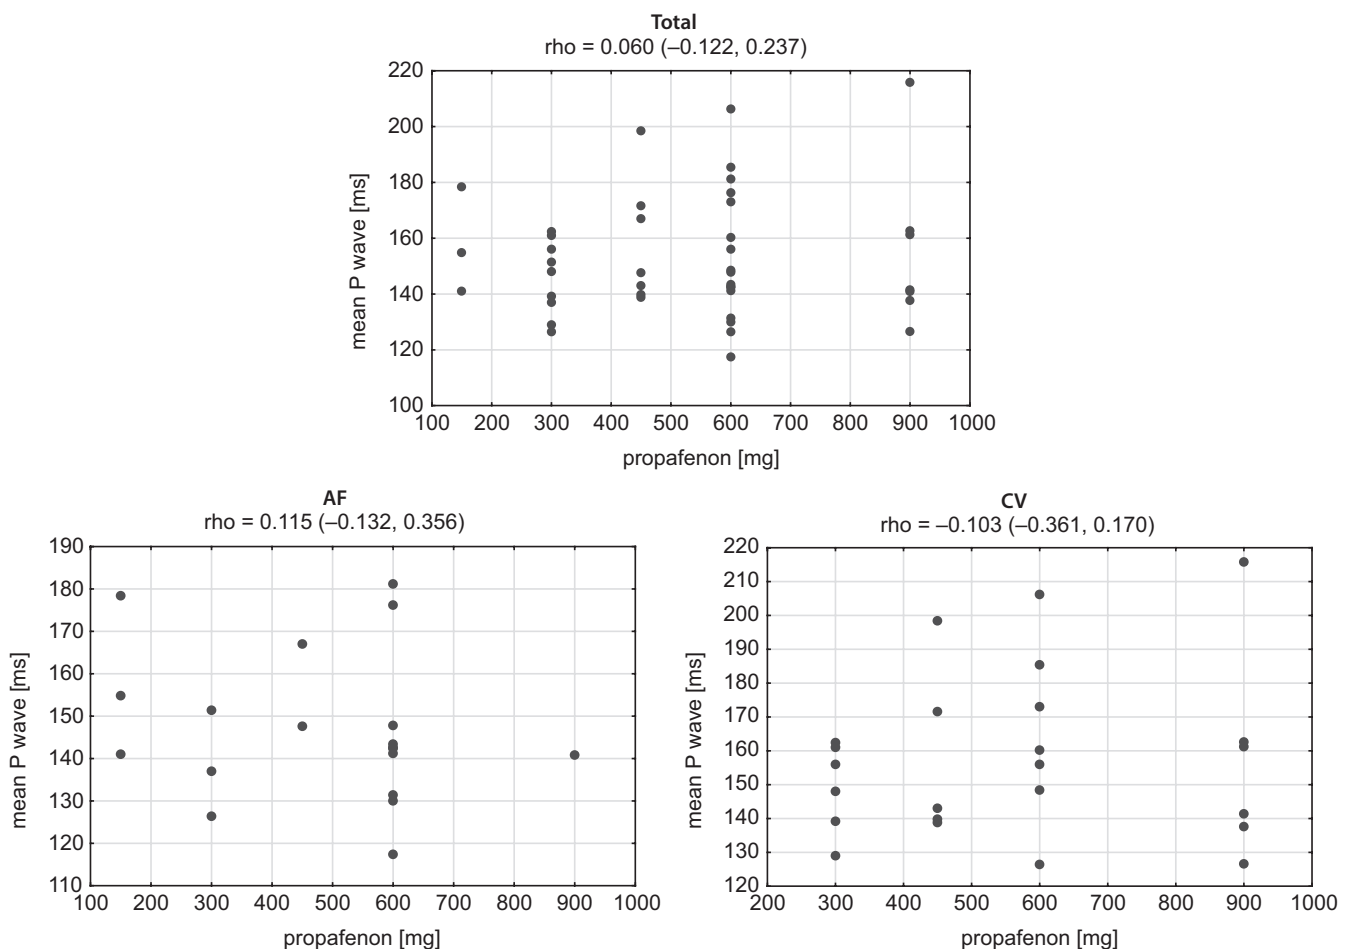 Total
rho = 0.060 (–0.122, 0.237)
220
200
180
160
140
120
100
mean P wave [ms]
100 200 300 400 500 600 700 800 900 1000
propafenon [mg]
AF
rho = 0.115 (–0.132, 0.356)
190
180
170
160
150
140
130
120
110
mean P wave [ms]
100 200 300 400 500 600 700 800 900 1000
propafenon [mg]
CV
rho = –0.103 (–0.361, 0.170)
220
210
200
190
180
170
160
150
140
130
120
mean P wave [ms]
200 300 400 500 600 700 800 900 1000
propafenon [mg]